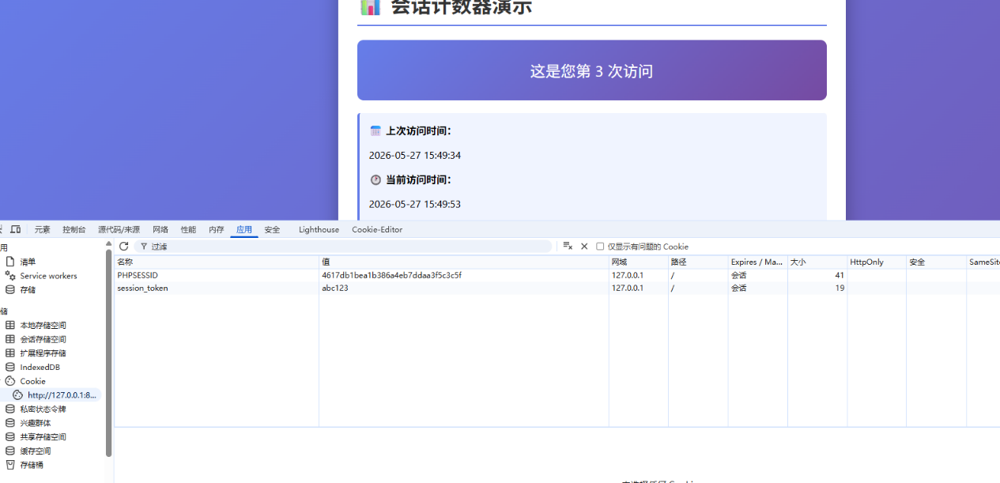 会话计数器演示
这是您第 3 次访问
上次访问时间：
2026-05-27 15:49:34
当前访问时间：
2026-05-27 15:49:53
元素 控制台 源代码/来源 网络 性能 内存 应用 安全 Lighthouse Cookie-Editor
用
过滤 仅显示有问题的 Cookie
清单
Service workers
存储
储
本地存储空间
会话存储空间
扩展程序存储
IndexedDB
Cookie
http://127.0.0.1:8...
私密状态令牌
兴趣群体
共享存储空间
缓存空间
存储桶
名称 值 网域 路径 Expires / Ma... 大小 HttpOnly 安全 SameSite
PHPSESSID 4617db1bea1b386a4eb7ddaa3f5c3c5f 127.0.0.1 / 会话 41
session_token abc123 127.0.0.1 / 会话 19